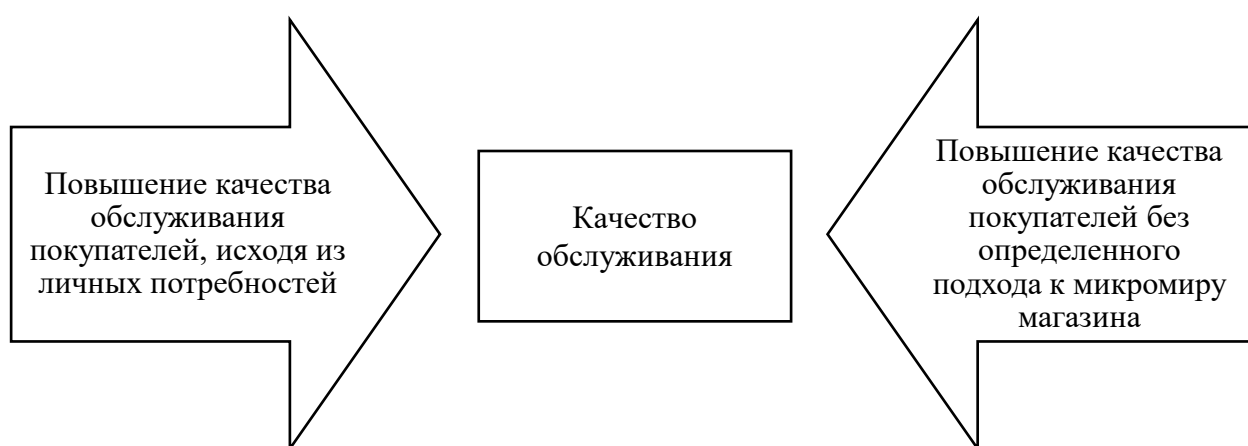 Повышение качества
обслуживания
покупателей, исходя из
личных потребностей
Качество
обслуживания
Повышение качества
обслуживания
покупателей без
определенного
подхода к микромиру
магазина